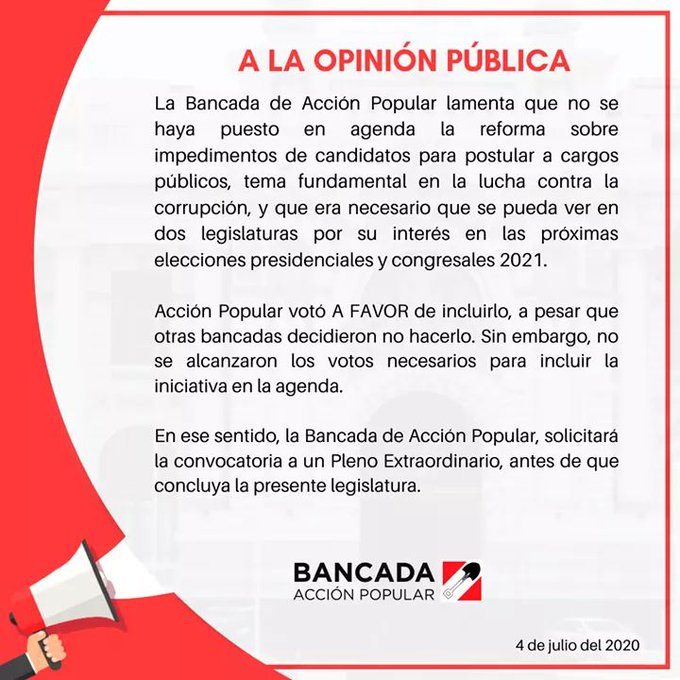 A LA OPINIÓN PÚBLICA
La Bancada de Acción Popular lamenta que no se
haya puesto en agenda la reforma sobre
impedimentos de candidatos para postular a cargos
públicos, tema fundamental en la lucha contra la
corrupción, y que era necesario que se pueda ver en
dos legislaturas por su interés en las próximas
elecciones presidenciales y congresales 2021.
Acción Popular votó A FAVOR de incluirlo, a pesar que
otras bancadas decidieron no hacerlo. Sin embargo, no
se alcanzaron los votos necesarios para incluir la
iniciativa en la agenda.
En ese sentido, la Bancada de Acción Popular, solicitará
la convocatoria a un Pleno Extraordinario, antes de que
concluya la presente legislatura.
BANCADA
ACCIÓN POPULAR
4 de julio del 2020